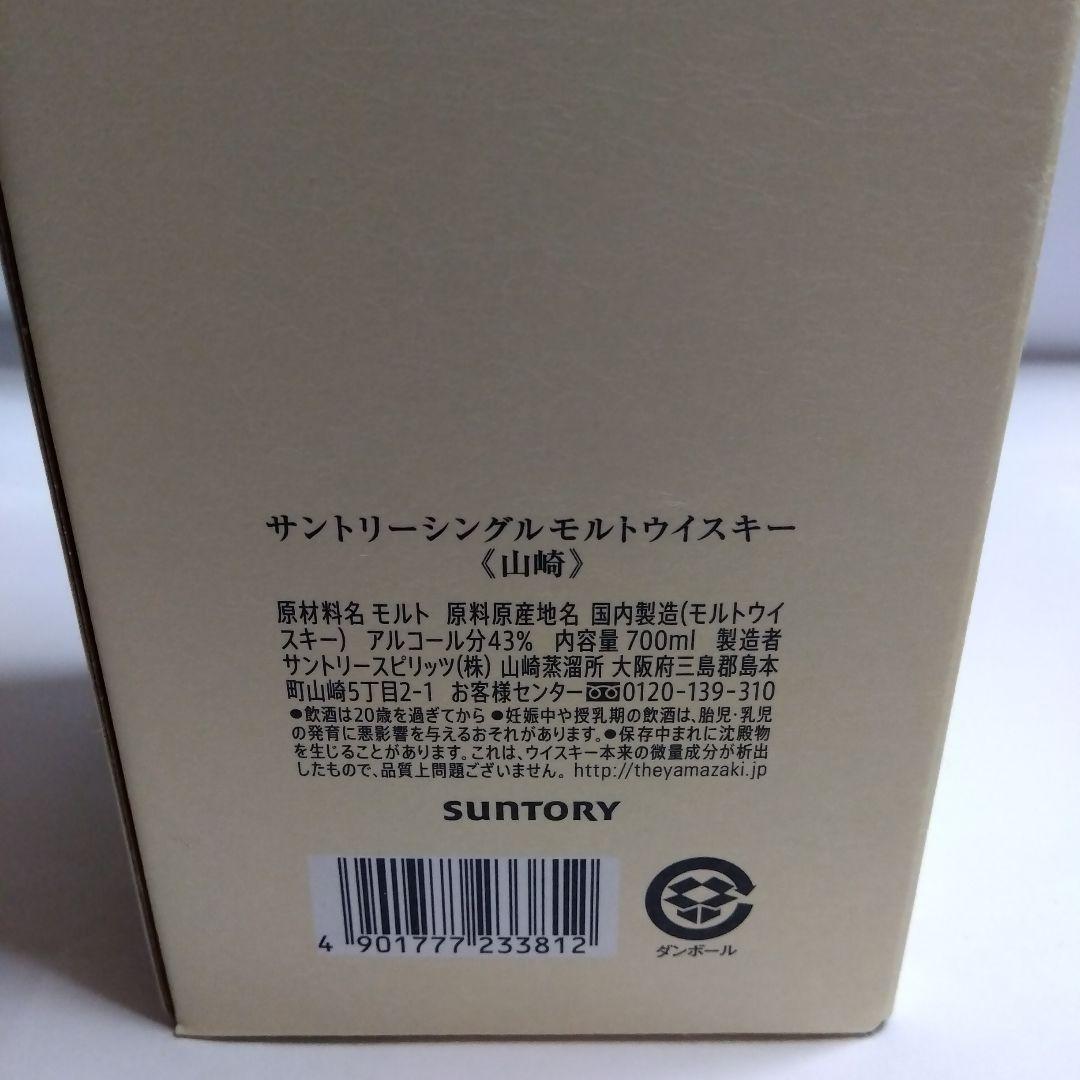 サントリーシングルモルトウイスキー
《山崎》
原材料名 モルト 原料原産地名 国内製造(モルトウイ
スキー) アルコール分43% 内容量 700ml 製造者
サントリースピリッツ(株) 山崎蒸溜所 大阪府三島郡島本
町山崎5丁目2-1 お客様センター 0120-139-310
●飲酒は20歳を過ぎてから ●妊娠中や授乳期の飲酒は、胎児・乳児
の発育に悪影響を与えるおそれがあります。●保存中まれに沈殿物
を生じることがあります。これは、ウイスキー本来の微量成分が析出
したもので、品質上問題ございません。 http://theyamazaki.jp
SUNTORY
4 901777 233812
ダンボール